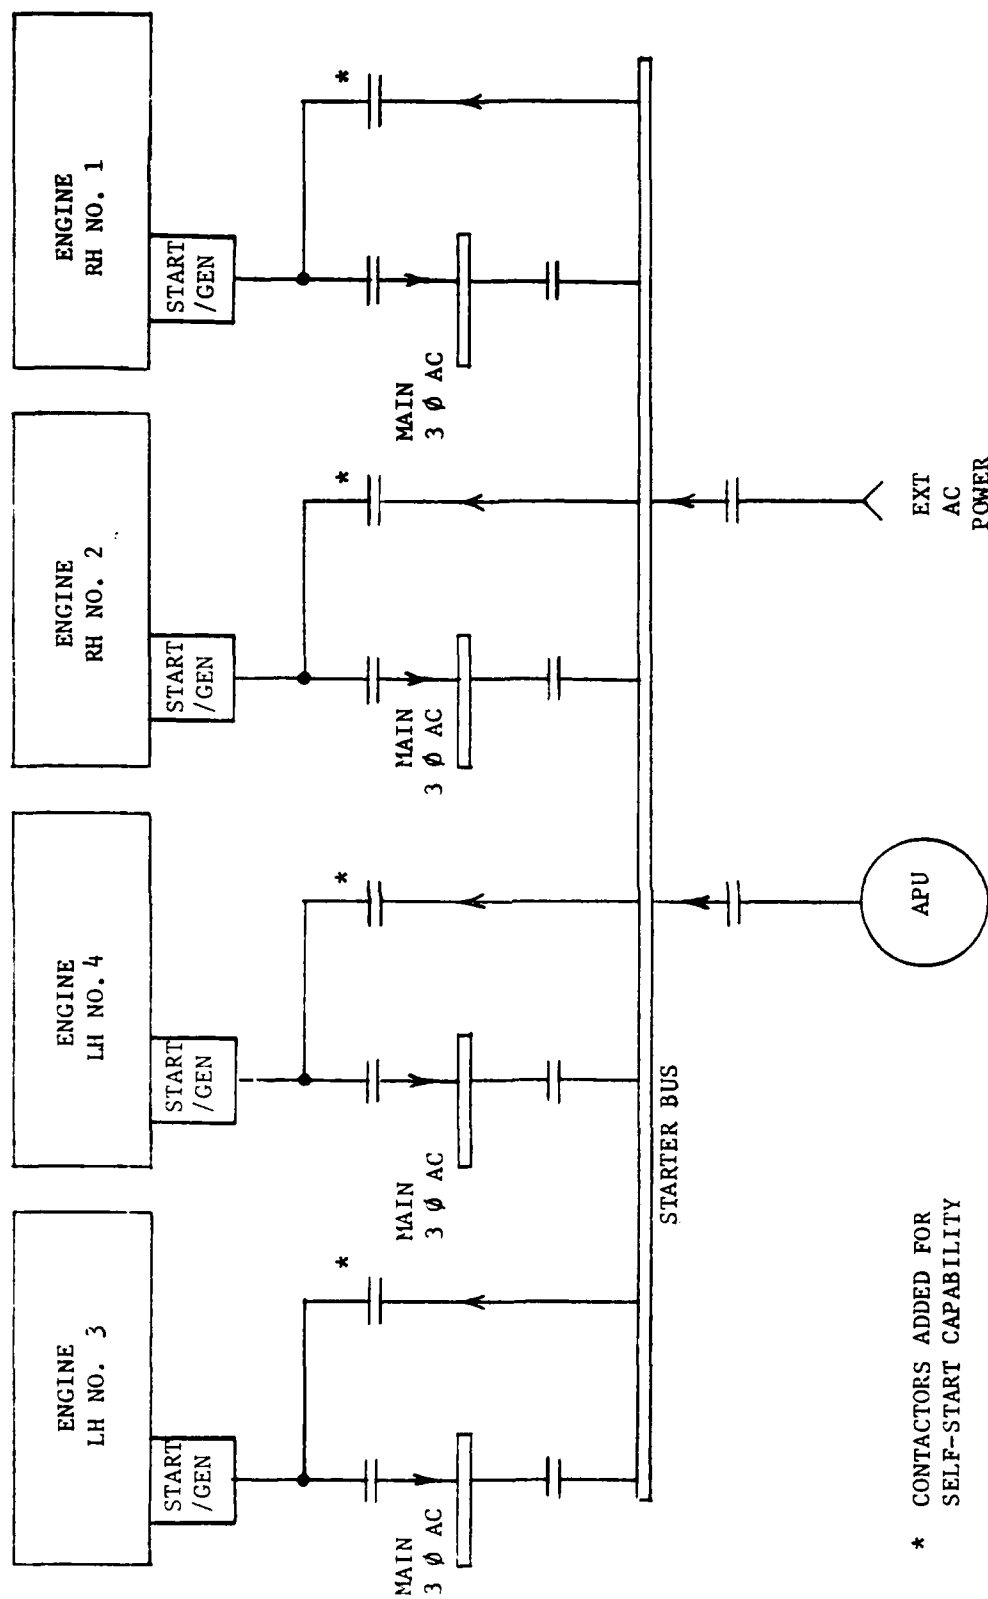 ENGINE
LH NO. 3
ENGINE
LH NO. 4
ENGINE
RH NO. 2
ENGINE
RH NO. 1
START
/GEN
START
/GEN
START
/GEN
START
/GEN
*
*
*
*
MAIN
3 Ø AC
MAIN
3 Ø AC
MAIN
3 Ø AC
MAIN
3 Ø AC
STARTER BUS
APU
EXT
AC
POWER
* CONTACTORS ADDED FOR
SELF-START CAPABILITY